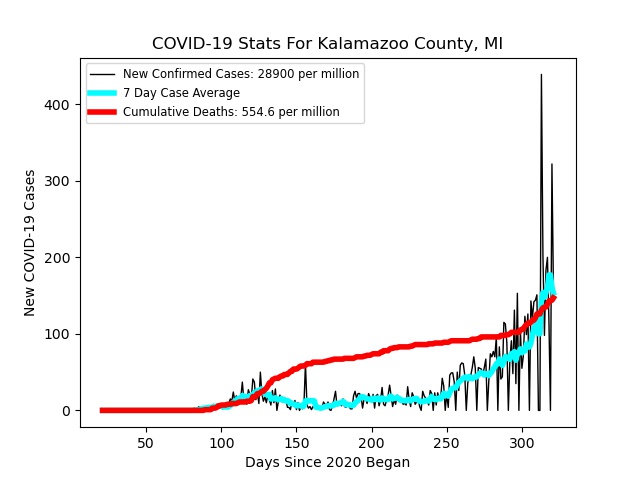 COVID-19 Stats For Kalamazoo County, MI
New Confirmed Cases: 28900 per million
7 Day Case Average
Cumulative Deaths: 554.6 per million
New COVID-19 Cases
400
300
200
100
0
50 100 150 200 250 300
Days Since 2020 Began